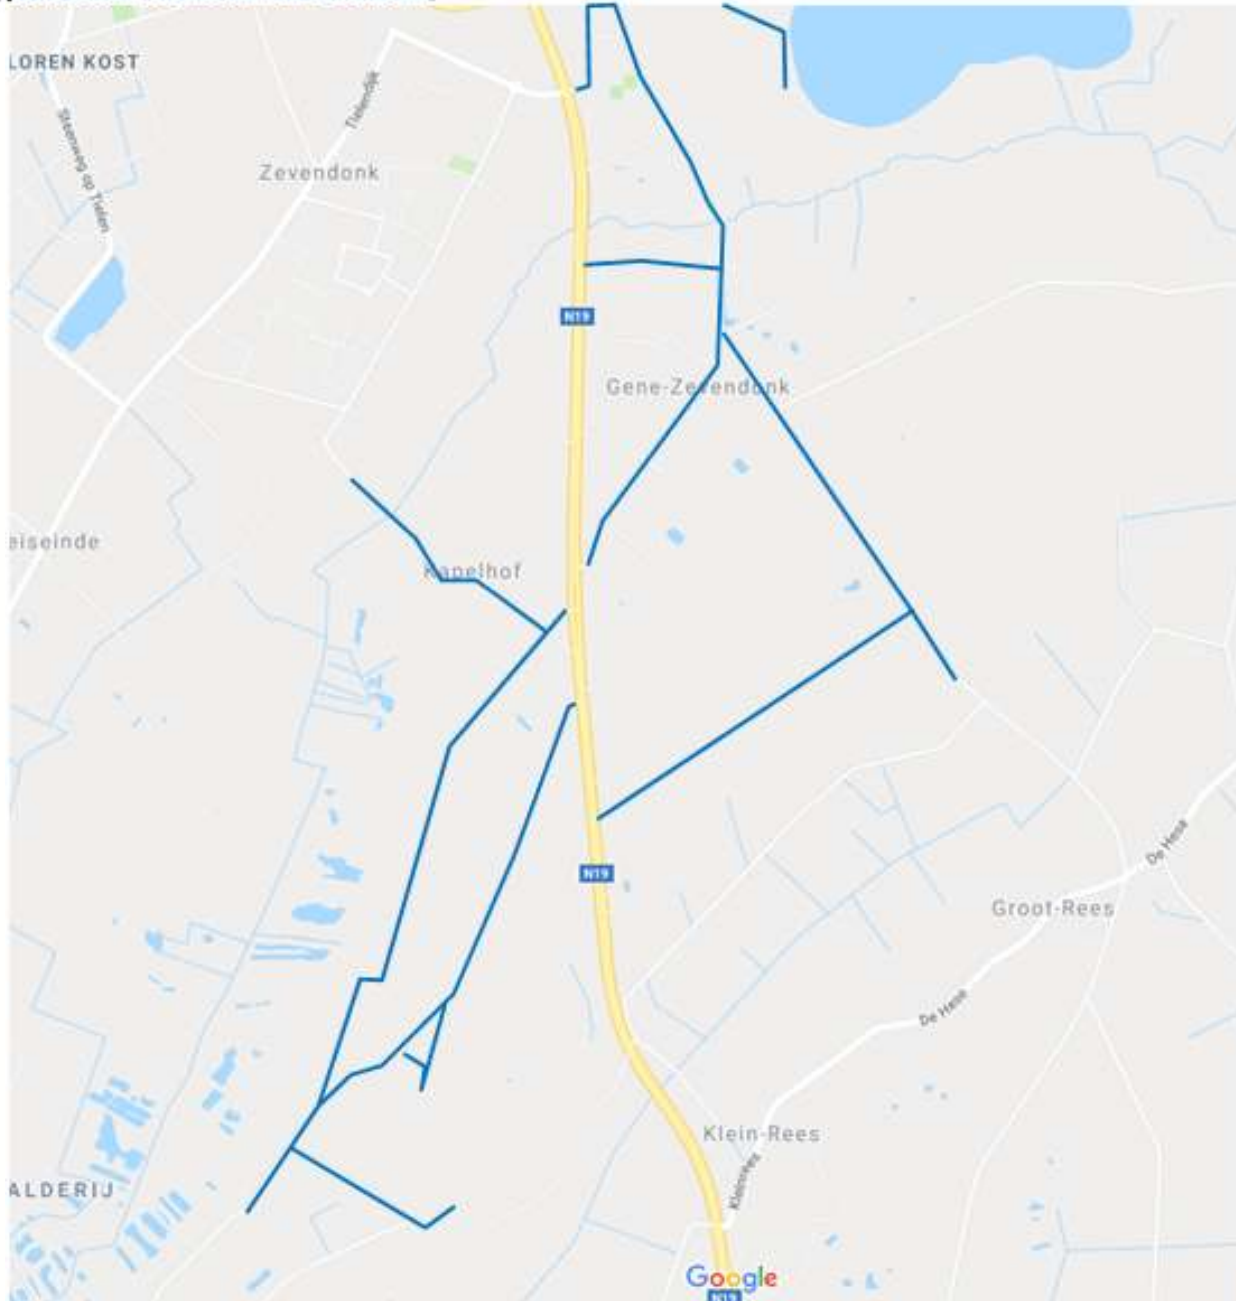 LOREN KOST
Tielendijk
Steenweg op Tielen
Zevendonk
N19
Gene-Zevendonk
eiseinde
Kapelhof
De Hese
N19
Groot-Rees
De Hese
Klein-Rees
Kleinrees
ALDERIJ
Google
N19